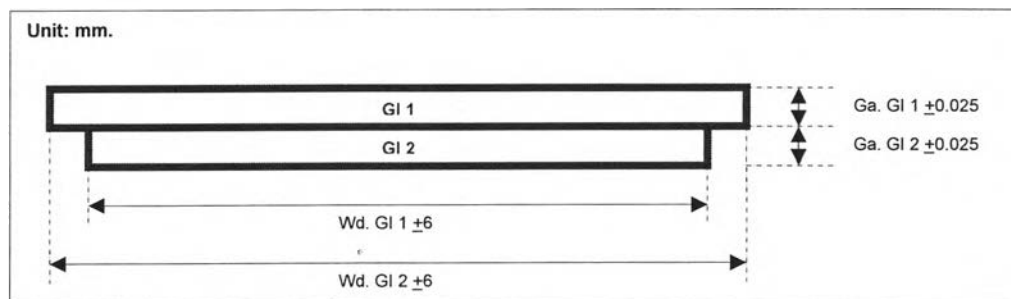 Unit: mm.
GI 1
Ga. GI 1 ±0.025
GI 2
Ga. GI 2 ±0.025
Wd. GI 1 ±6
Wd. GI 2 ±6